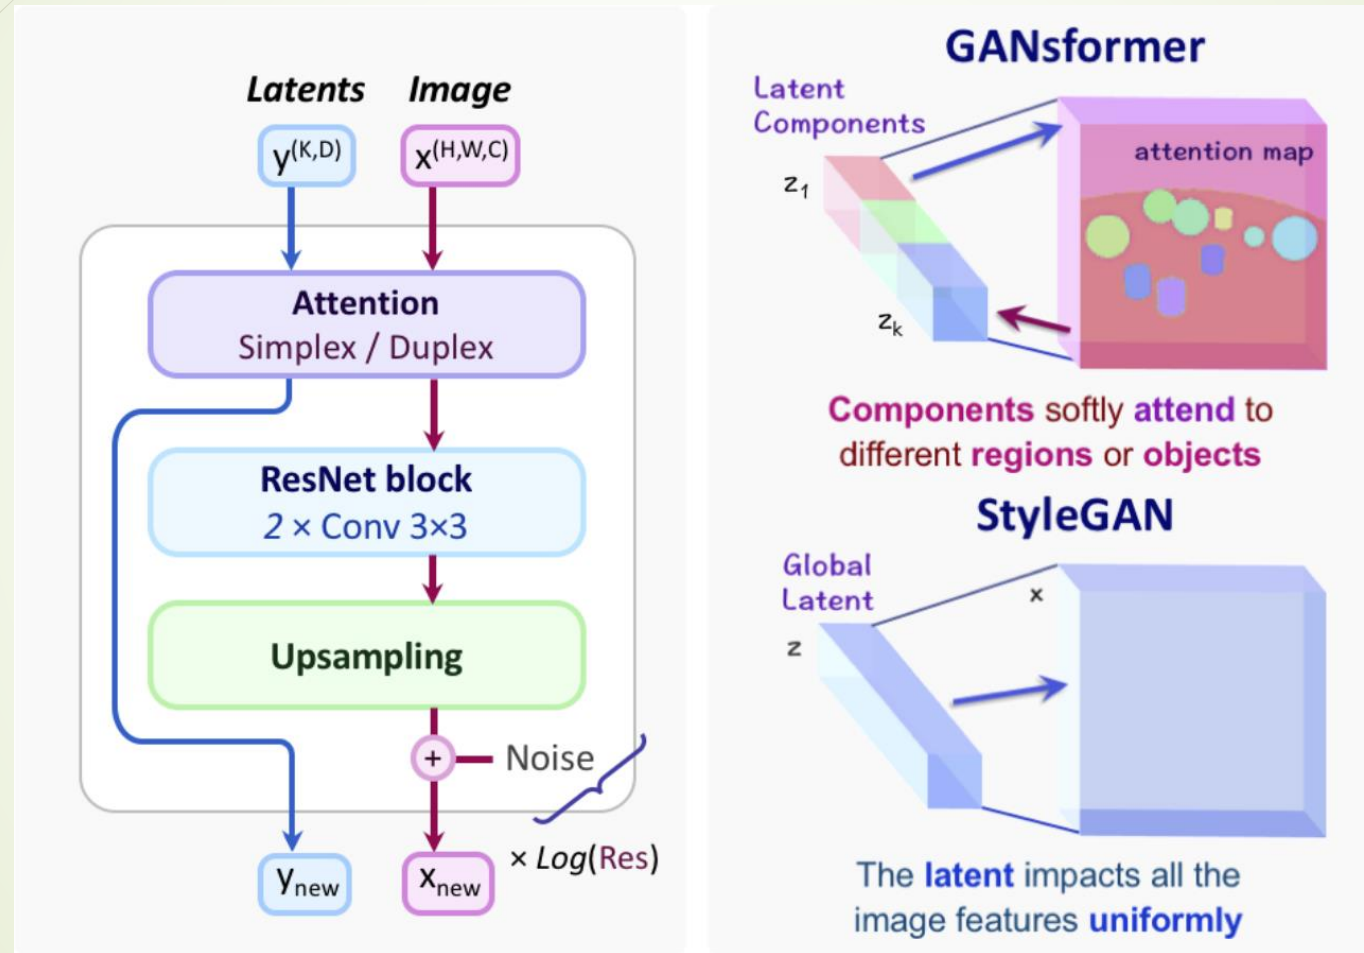 Latents Image
y(K,D) x(H,W,C)
Attention
Simplex / Duplex
ResNet block
2 × Conv 3×3
Upsampling
+ Noise
× Log(Res)
ynew xnew
GANsformer
Latent
Components
attention map
z1
zk
Components softly attend to
different regions or objects
StyleGAN
Global
Latent
x
z
The latent impacts all the
image features uniformly